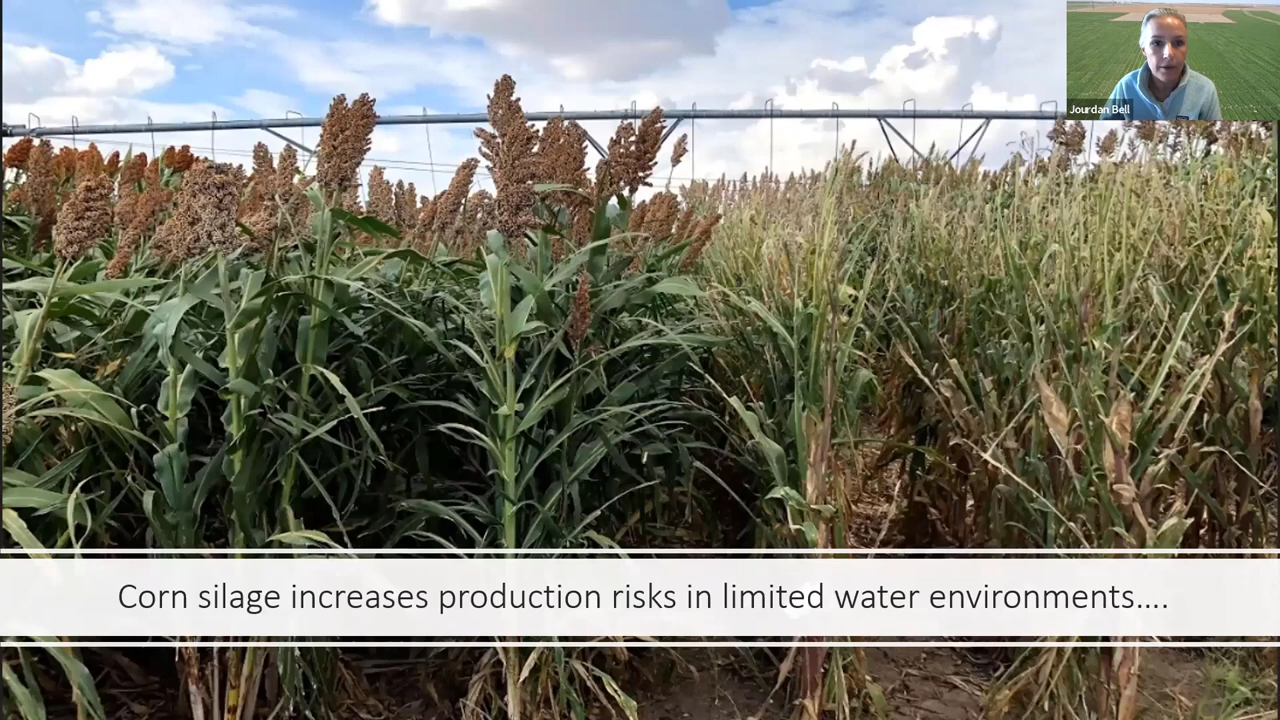 Jourdan Bell
Corn silage increases production risks in limited water environments….